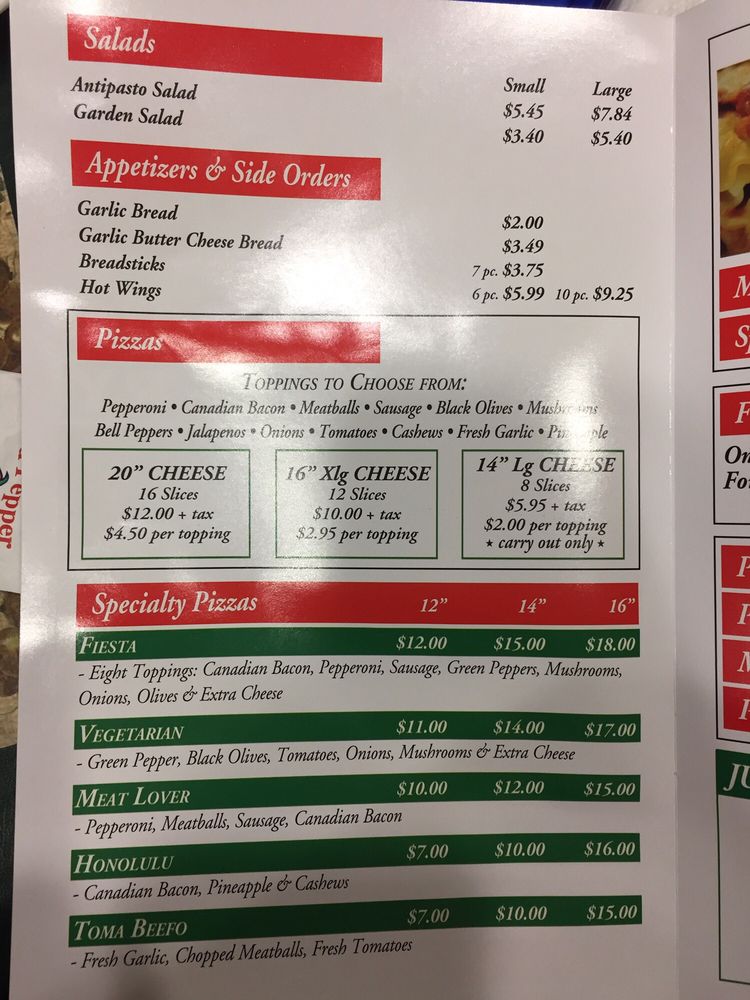 Salads
Small Large
Antipasto Salad $5.45 $7.84
Garden Salad $3.40 $5.40
Appetizers & Side Orders
Garlic Bread $2.00
Garlic Butter Cheese Bread $3.49
Breadsticks 7 pc. $3.75
Hot Wings 6 pc. $5.99 10 pc. $9.25
Pizzas
TOPPINGS TO CHOOSE FROM:
Pepperoni • Canadian Bacon • Meatballs • Sausage • Black Olives • Mushrooms
Bell Peppers • Jalapenos • Onions • Tomatoes • Cashews • Fresh Garlic • Pineapple
20” CHEESE
16 Slices
$12.00 + tax
$4.50 per topping
16” Xlg CHEESE
12 Slices
$10.00 + tax
$2.95 per topping
14” Lg CHEESE
8 Slices
$5.95 + tax
$2.00 per topping
★ carry out only ★
Specialty Pizzas 12” 14” 16”
FIESTA $12.00 $15.00 $18.00
- Eight Toppings: Canadian Bacon, Pepperoni, Sausage, Green Peppers, Mushrooms,
Onions, Olives & Extra Cheese
VEGETARIAN $11.00 $14.00 $17.00
- Green Pepper, Black Olives, Tomatoes, Onions, Mushrooms & Extra Cheese
MEAT LOVER $10.00 $12.00 $15.00
- Pepperoni, Meatballs, Sausage, Canadian Bacon
HONOLULU $7.00 $10.00 $16.00
- Canadian Bacon, Pineapple & Cashews
TOMA BEEFO $7.00 $10.00 $15.00
- Fresh Garlic, Chopped Meatballs, Fresh Tomatoes
Pepper